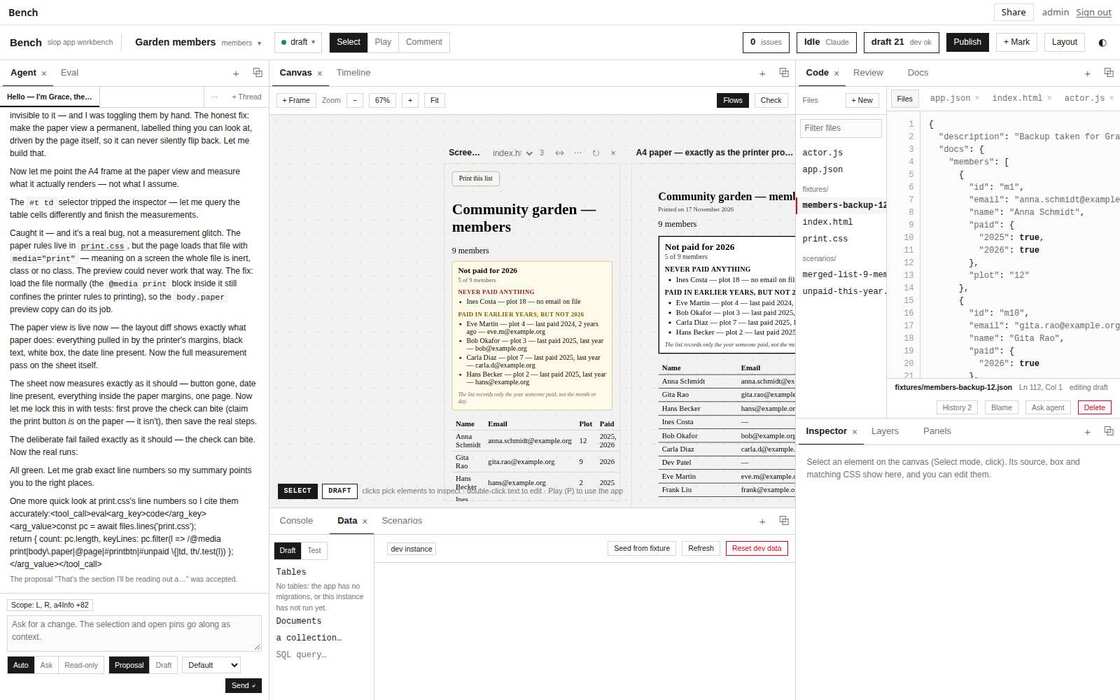 Bench
Share
admin
Sign out
Bench
slop app workbench
Garden members
members
draft
Select
Play
Comment
0 issues
Idle Claude
draft 21 dev ok
Publish
+ Mark
Layout
Agent
Eval
Hello — I'm Grace, the…
+ Thread
invisible to it — and I was toggling them by hand. The honest fix:
make the paper view a permanent, labelled thing you can look at,
driven by the page itself, so it can never silently flip back. Let me
build that.
Now let me point the A4 frame at the paper view and measure
what it actually renders — not what I assume.
The #t td selector tripped the inspector — let me query the
table cells differently and finish the measurements.
Caught it — and it's a real bug, not a measurement glitch. The
paper rules live in print.css , but the page loads that file with
media="print" — meaning on a screen the whole file is inert,
class or no class. The preview could never work that way. The fix:
load the file normally (the @media print block inside it still
confines the printer rules to printing), so the body.paper
preview copy can do its job.
The paper view is live now — the layout diff shows exactly what
paper does: everything pulled in by the printer's margins, black
text, white box, the date line present. Now the full measurement
pass on the sheet itself.
The sheet now measures exactly as it should — button gone, date
line present, everything inside the paper margins, one page. Now
let me lock this in with tests: first prove the check can bite (claim
the print button is on the paper — it isn't), then save the real steps.
The deliberate fail failed exactly as it should — the check can bite.
Now the real runs:
All green. Let me grab exact line numbers so my summary points
you to the right places.
One more quick look at print.css's line numbers so I cite them
accurately:<tool_call>eval<arg_key>code</arg_key>
<arg_value>const pc = await files.lines('print.css');
return { count: pc.length, keyLines: pc.filter(l => /@media
print|body\.paper|@page|#printbtn|#unpaid \{|td, th/.test(l)) };
</arg_value></tool_call>
The proposal "That's the section I'll be reading out a…" was accepted.
Scope: L, R, a4Info +82
Ask for a change. The selection and open pins go along as
context.
Auto
Ask
Read-only
Proposal
Draft
Default
Send
Canvas
Timeline
+ Frame
Zoom
67%
Fit
Flows
Check
Scree…
index.h
3
Print this list
Community garden —
members
9 members
Not paid for 2026
5 of 9 members
NEVER PAID ANYTHING
• Ines Costa — plot 18 — no email on file
PAID IN EARLIER YEARS, BUT NOT 2026
• Eve Martin — plot 4 — last paid 2024, 2 years
ago — eve.m@example.org
• Bob Okafor — plot 3 — last paid 2025, last year
— bob@example.org
• Carla Diaz — plot 7 — last paid 2025, last year
— carla.d@example.org
• Hans Becker — plot 2 — last paid 2025, last year
— hans@example.org
The list records only the year someone paid, not the month or
day.
Name Email Plot Paid
Anna Schmidt anna.schmidt@example.org 12 2025, 2026
Gita Rao gita.rao@example.org 9 2026
Hans Becker hans@example.org 2 2025
Ines
A4 paper — exactly as the printer pro…
Community garden — memb
Printed on 17 November 2026
9 members
Not paid for 2026
5 of 9 members
NEVER PAID ANYTHING
• Ines Costa — plot 18 — no email on fil
PAID IN EARLIER YEARS, BUT NOT 2
• Eve Martin — plot 4 — last paid 2024,
• Bob Okafor — plot 3 — last paid 2025,
• Carla Diaz — plot 7 — last paid 2025, l
• Hans Becker — plot 2 — last paid 2025
The list records only the year someone paid, not the m
Name Email
Anna Schmidt anna.schmidt@ex
Gita Rao gita.rao@example
Hans Becker hans@example.org
Ines Costa —
Bob Okafor bob@example.org
Carla Diaz carla.d@example.
Dev Patel —
Eve Martin eve.m@example.o
Frank Liu frank@example.o
SELECT
DRAFT
clicks pick elements to inspect · double-click text to edit · Play (P) to use the app
Console
Data
Scenarios
Draft
Test
dev instance
Seed from fixture
Refresh
Reset dev data
Tables
No tables: the app has no
migrations, or this instance
has not run yet.
Documents
a collection…
SQL query…
Code
Review
Docs
Files
+ New
Filter files
actor.js
app.json
fixtures/
members-backup-12
index.html
print.css
scenarios/
merged-list-9-mem
unpaid-this-year.
Files
app.json ×
index.html ×
actor.js ×
1 {
2 "description": "Backup taken for Gra
3 "docs": {
4 "members": [
5 {
6 "id": "m1",
7 "email": "anna.schmidt@example
8 "name": "Anna Schmidt",
9 "paid": {
10 "2025": true,
11 "2026": true
12 },
13 "plot": "12"
14 },
15 {
16 "id": "m10",
17 "email": "gita.rao@example.org
18 "name": "Gita Rao",
19 "paid": {
20 "2026": true
21 },
fixtures/members-backup-12.json Ln 112, Col 1 editing draft
History 2
Blame
Ask agent
Delete
Inspector
Layers
Panels
Select an element on the canvas (Select mode, click). Its source, box and
matching CSS show here, and you can edit them.